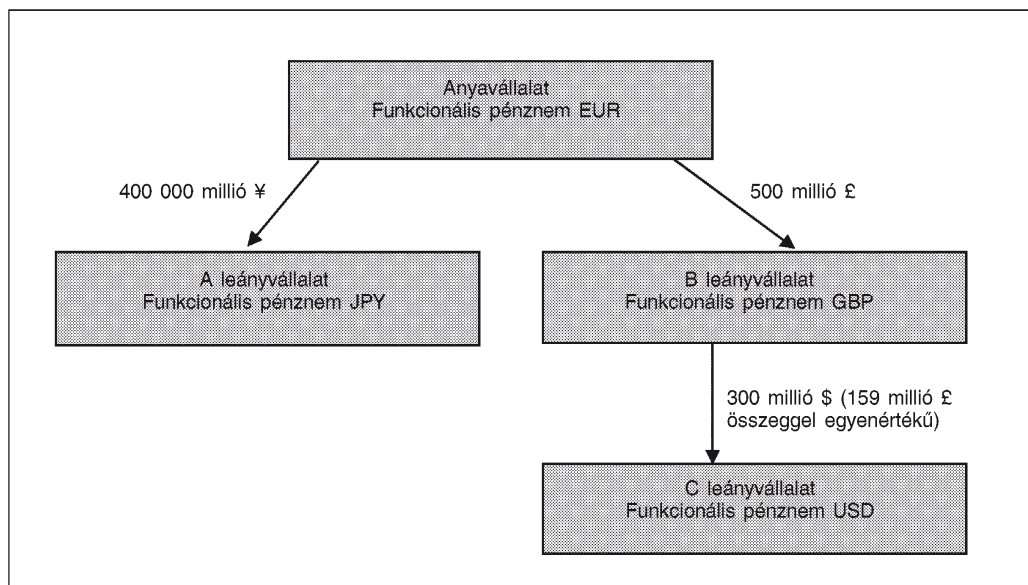 Anyavállalat
Funkcionális pénznem EUR
400 000 millió ¥
500 millió £
A leányvállalat
Funkcionális pénznem JPY
B leányvállalat
Funkcionális pénznem GBP
300 millió $ (159 millió £
összeggel egyenértékű)
C leányvállalat
Funkcionális pénznem USD